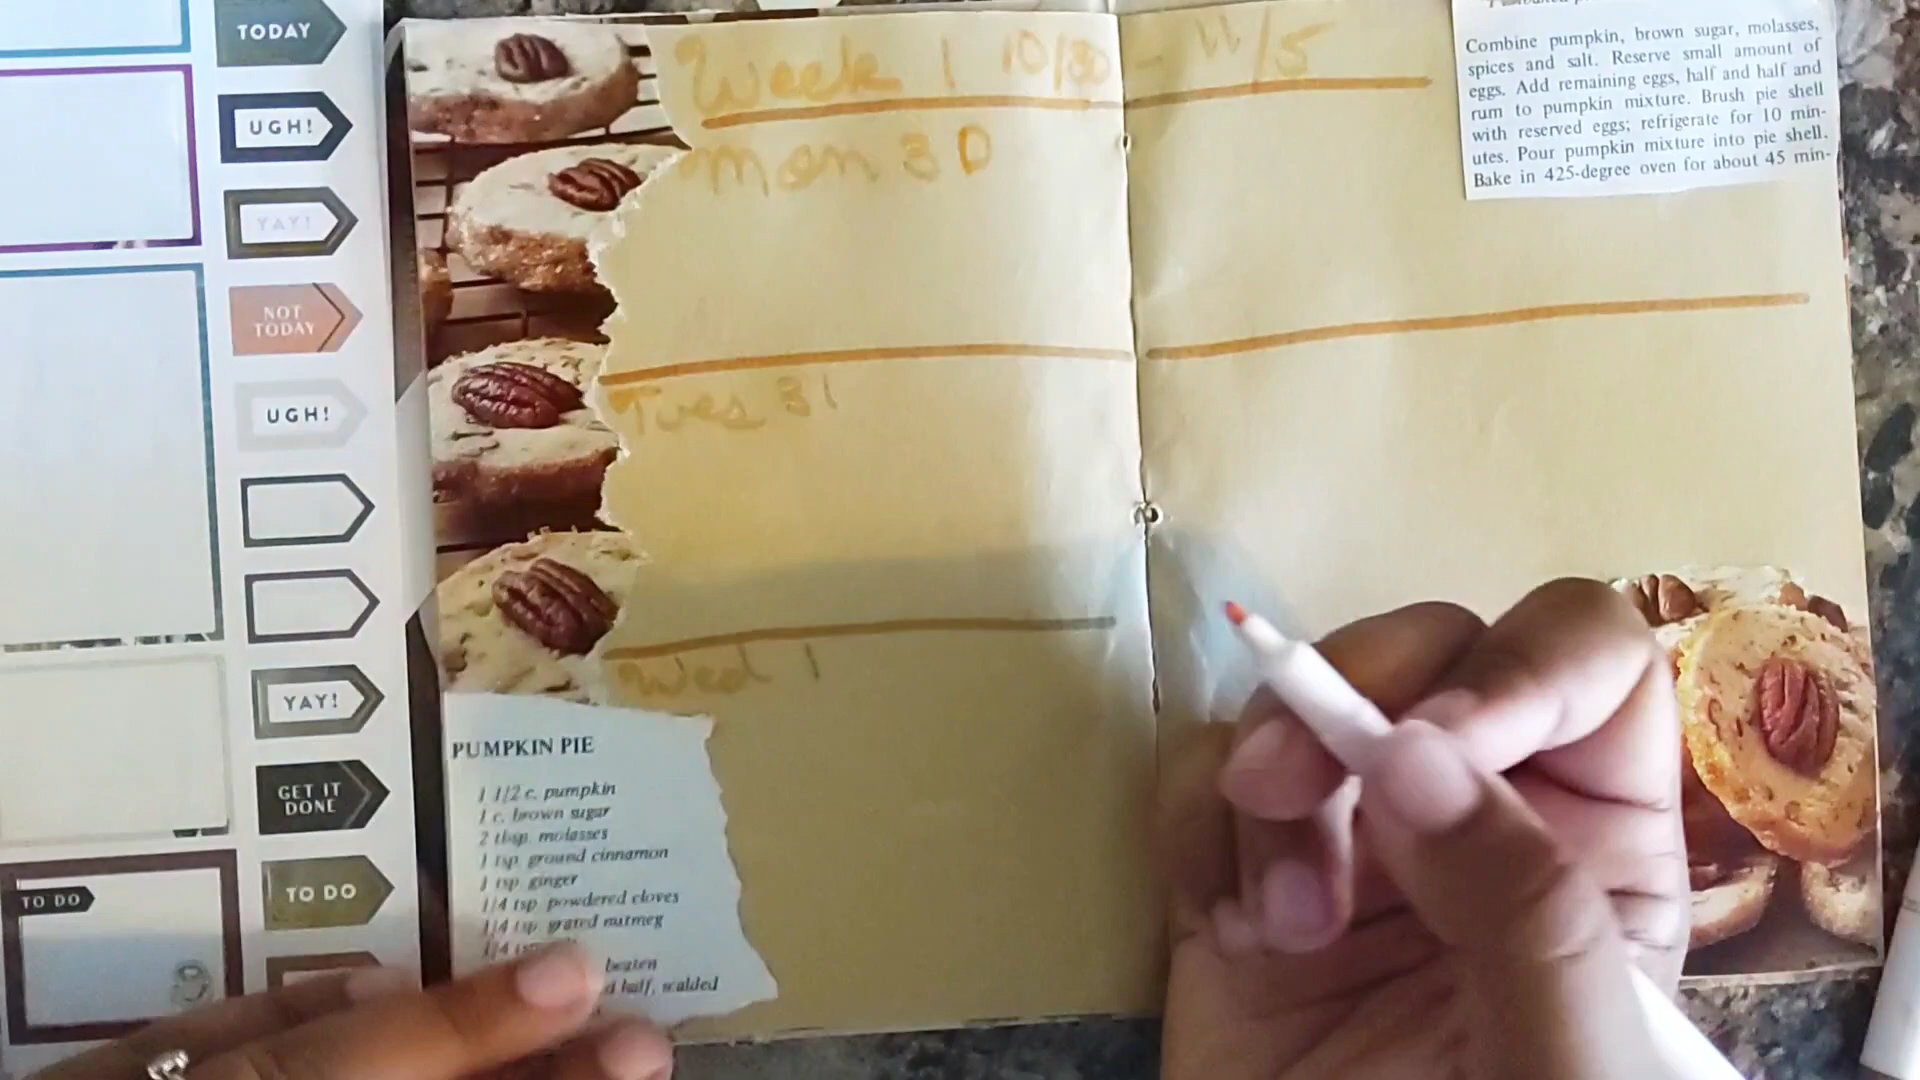 TODAY
UGH!
YAY!
NOT
TODAY
UGH!
YAY!
GET IT
DONE
TO DO
TO DO
Week 1 10/30 - 11/5
Mon 30
Tues 31
Wed 1
PUMPKIN PIE
1 1/2 c. pumpkin
1 c. brown sugar
2 tbsp. molasses
1 tsp. ground cinnamon
1 tsp. ginger
1/4 tsp. powdered cloves
1/4 tsp. grated nutmeg
1/4
beaten
half, scalded
Combine pumpkin, brown sugar, molasses,
spices and salt. Reserve small amount of
eggs. Add remaining eggs, half and half and
rum to pumpkin mixture. Brush pie shell
with reserved eggs; refrigerate for 10 min-
utes. Pour pumpkin mixture into pie shell.
Bake in 425-degree oven for about 45 min-